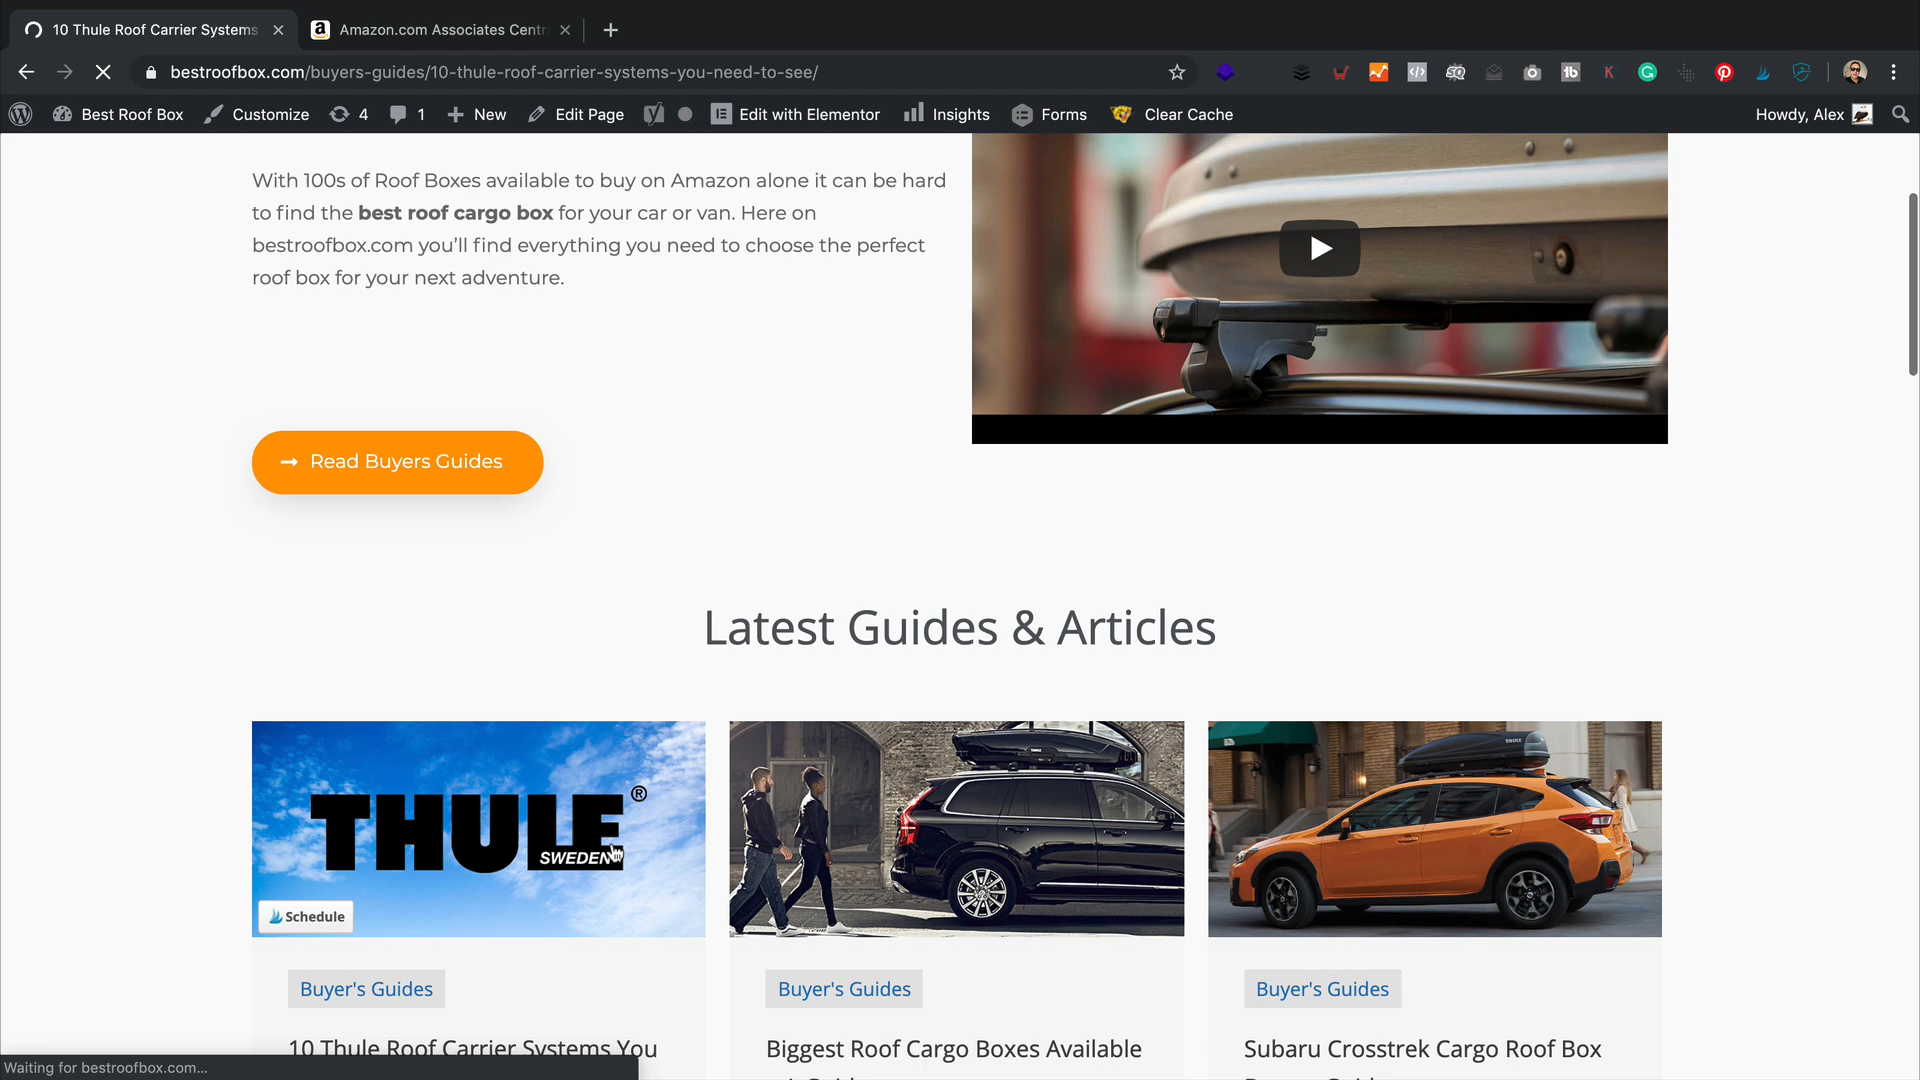 10 Thule Roof Carrier Systems
Amazon.com Associates Centr
bestroofbox.com/buyers-guides/10-thule-roof-carrier-systems-you-need-to-see/
Best Roof Box Customize 4 1 New Edit Page Edit with Elementor Insights Forms Clear Cache Howdy, Alex
With 100s of Roof Boxes available to buy on Amazon alone it can be hard
to find the best roof cargo box for your car or van. Here on
bestroofbox.com you’ll find everything you need to choose the perfect
roof box for your next adventure.
Read Buyers Guides
Latest Guides & Articles
THULE®
SWEDEN
Schedule
THULE
Buyer's Guides
Buyer's Guides
Buyer's Guides
10 Thule Roof Carrier Systems You
Biggest Roof Cargo Boxes Available
Subaru Crosstrek Cargo Roof Box
Waiting for bestroofbox.com...